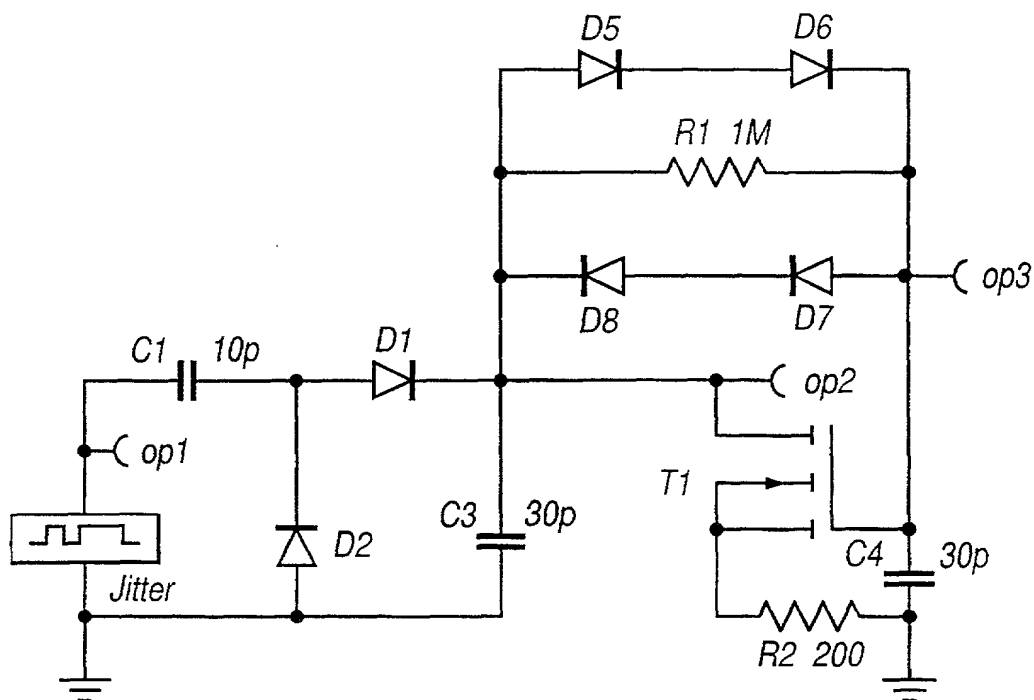 D5
D6
R1 1M
op3
D8
D7
C1 10p
D1
op2
op1
T1
C3 30p
D2
C4 30p
Jitter
R2 200